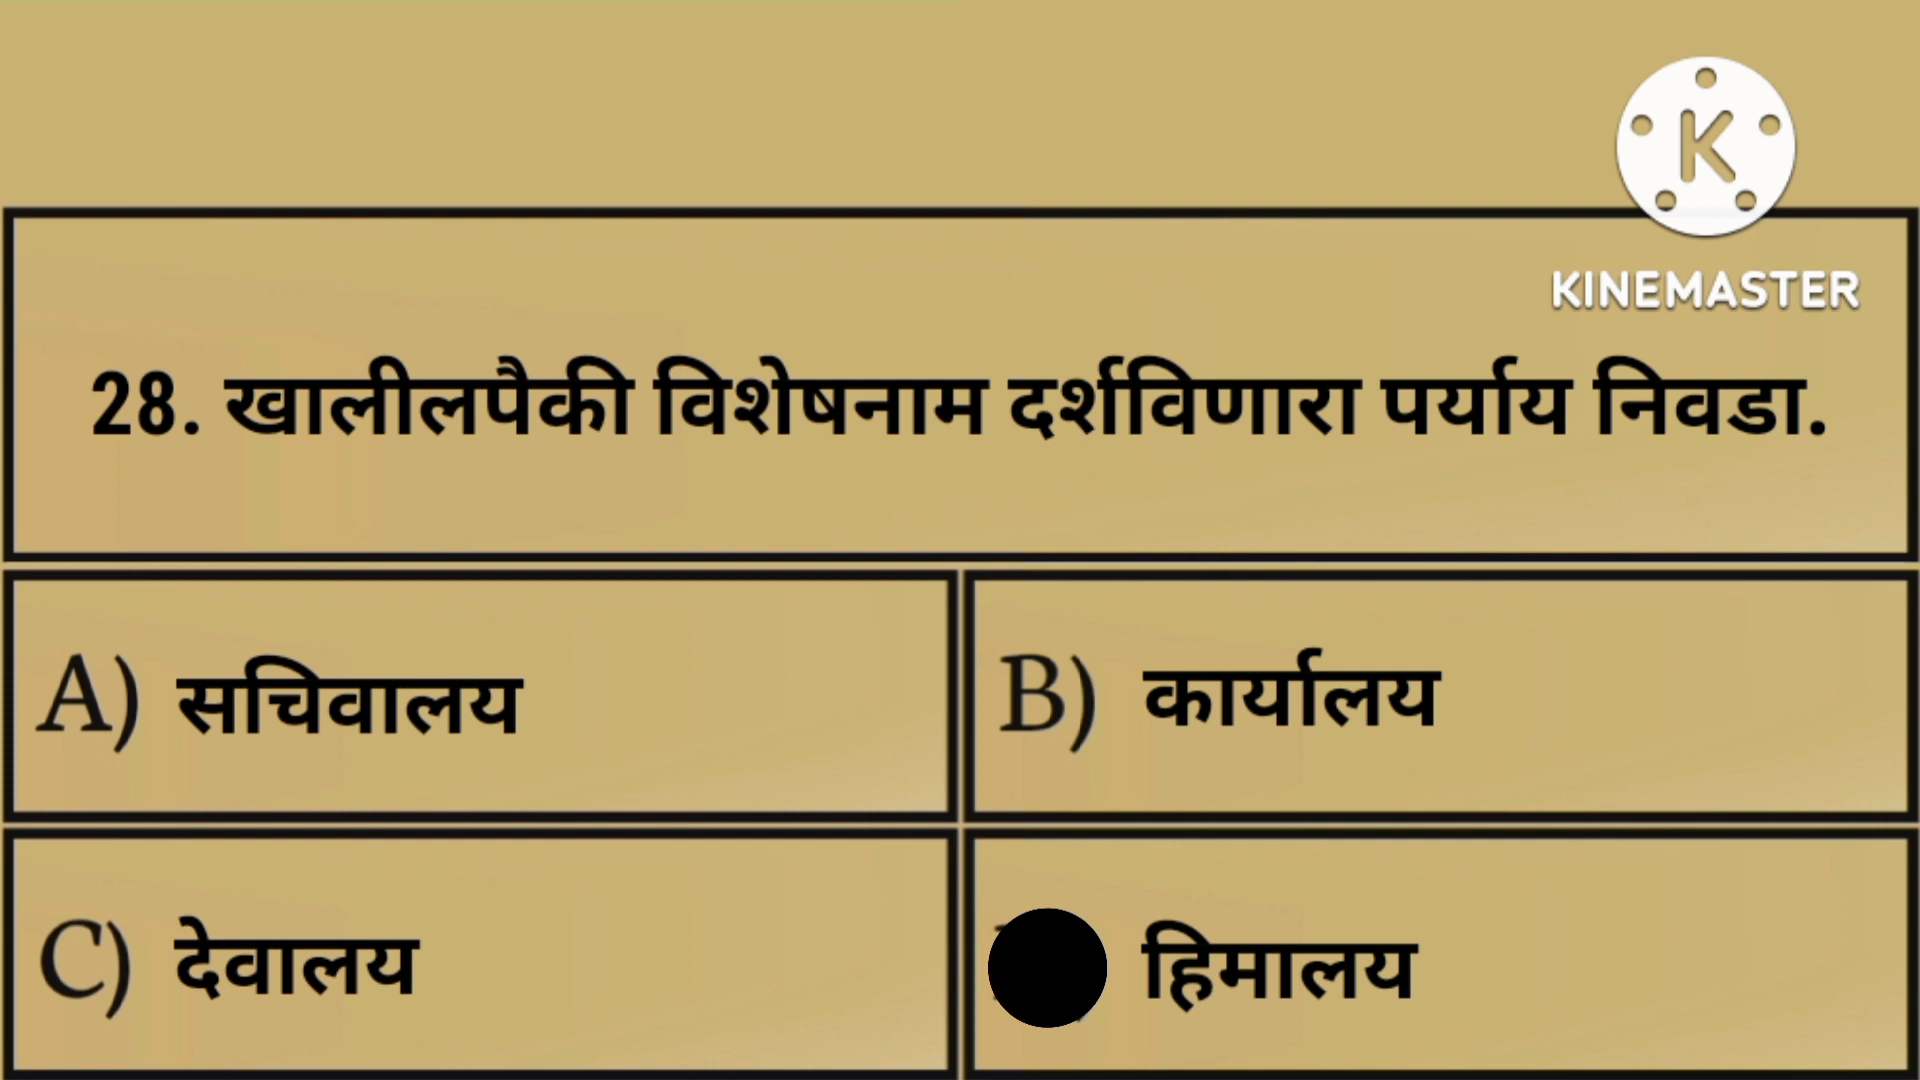 K
KINEMASTER
28. खालीलपैकी विशेषनाम दर्शविणारा पर्याय निवडा.
A) सचिवालय
B) कार्यालय
C) देवालय
हिमालय